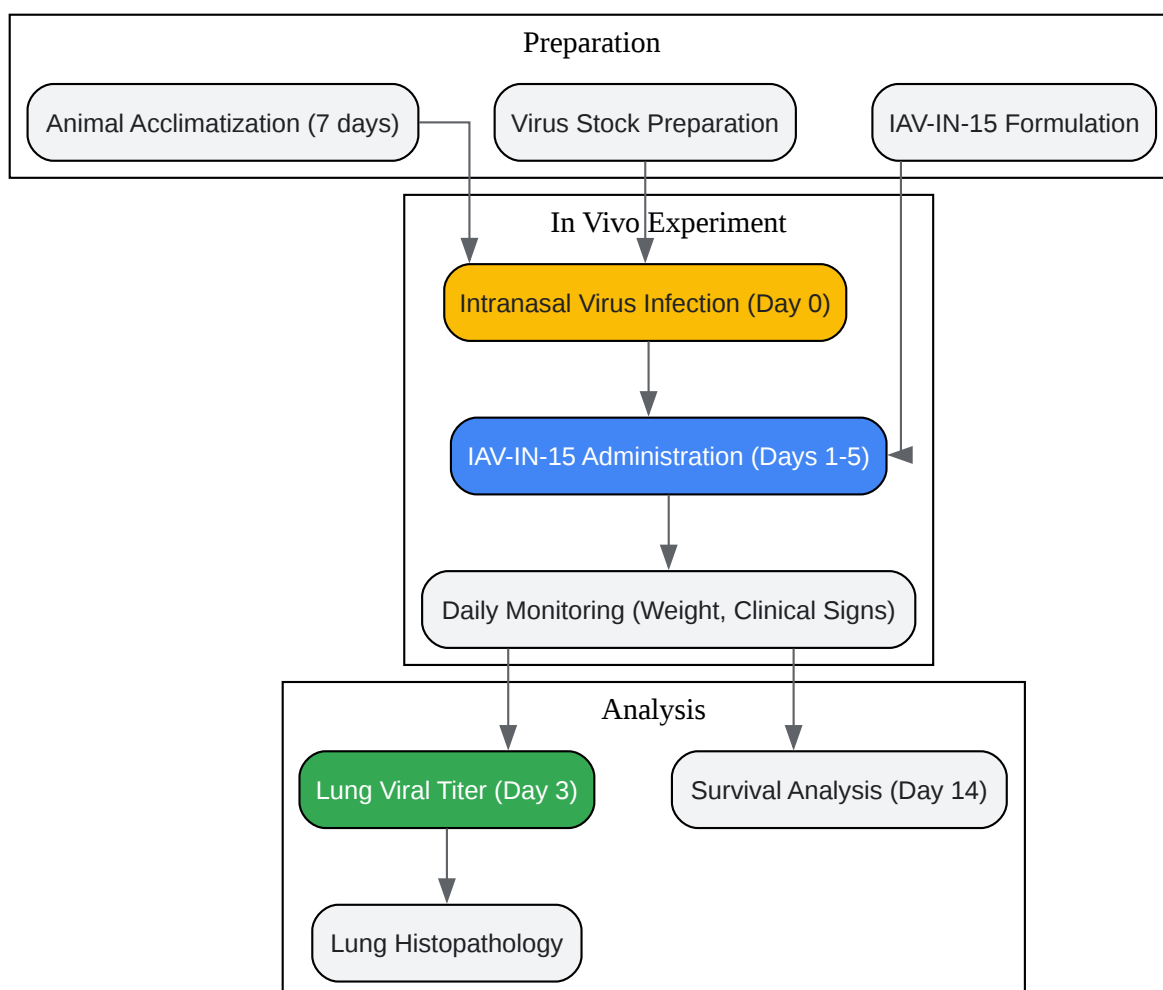 Preparation
Animal Acclimatization (7 days)
Virus Stock Preparation
IAV-IN-15 Formulation
In Vivo Experiment
Intranasal Virus Infection (Day 0)
IAV-IN-15 Administration (Days 1-5)
Daily Monitoring (Weight, Clinical Signs)
Analysis
Lung Viral Titer (Day 3)
Survival Analysis (Day 14)
Lung Histopathology